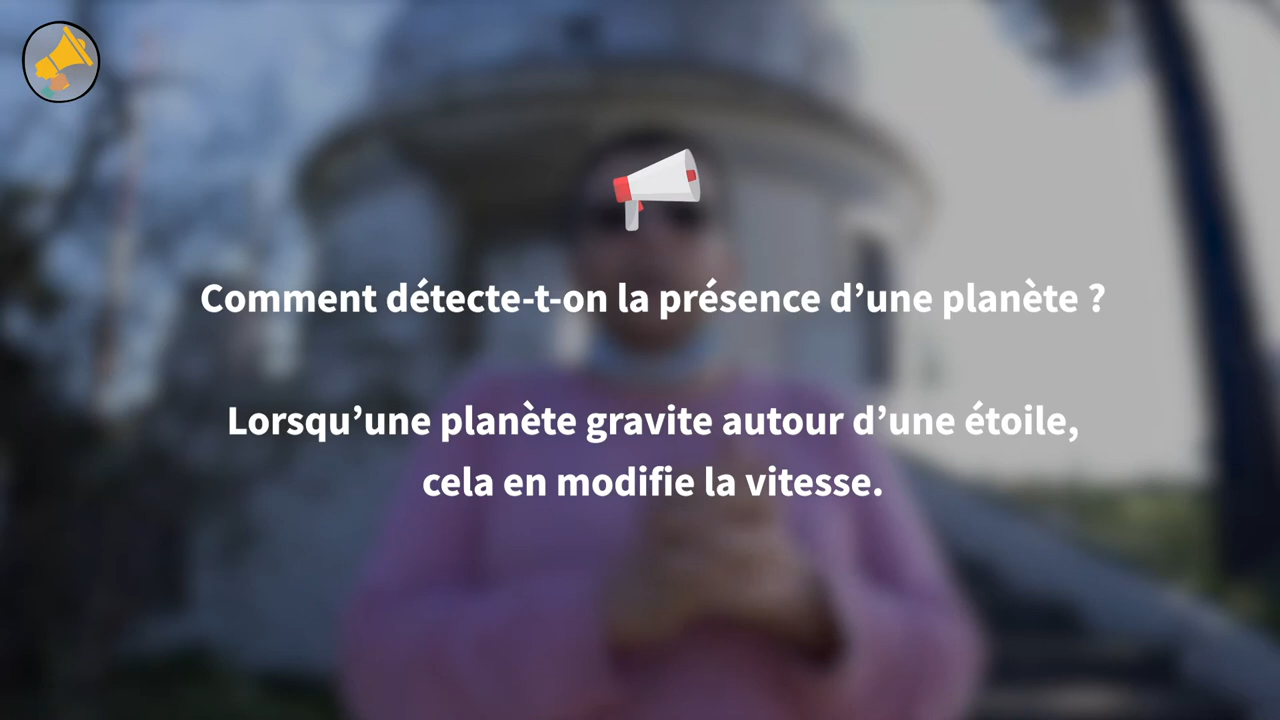 Comment détecte-t-on la présence d’une planète ?
Lorsqu’une planète gravite autour d’une étoile,
cela en modifie la vitesse.